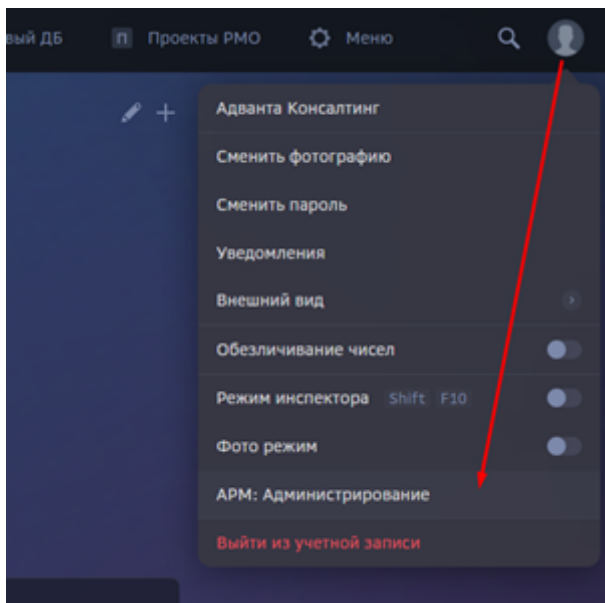 вый ДБ П Проекты РМО Меню
Адванта Консалтинг
Сменить фотографию
Сменить пароль
Уведомления
Внешний вид
Обезличивание чисел
Режим инспектора Shift F10
Фото режим
АРМ: Администрирование
Выйти из учетной записи